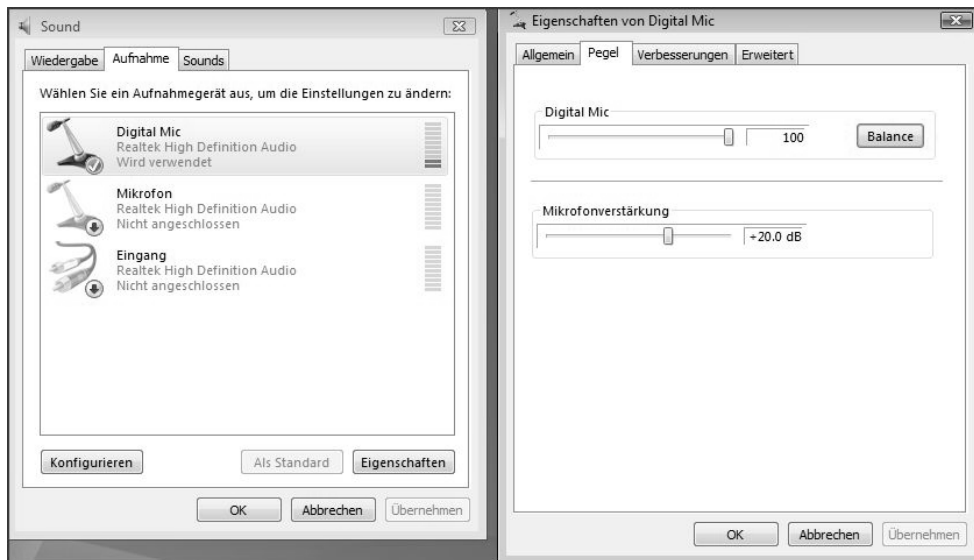 Sound
Wiedergabe Aufnahme Sounds
Wählen Sie ein Aufnahmegerät aus, um die Einstellungen zu ändern:
Digital Mic
Realtek High Definition Audio
Wird verwendet
Mikrofon
Realtek High Definition Audio
Nicht angeschlossen
Eingang
Realtek High Definition Audio
Nicht angeschlossen
Konfigurieren Als Standard Eigenschaften
OK Abbrechen Übernehmen
Eigenschaften von Digital Mic
Allgemein Pegel Verbesserungen Erweitert
Digital Mic
100 Balance
Mikrofonverstärkung
+20.0 dB
OK Abbrechen Übernehmen